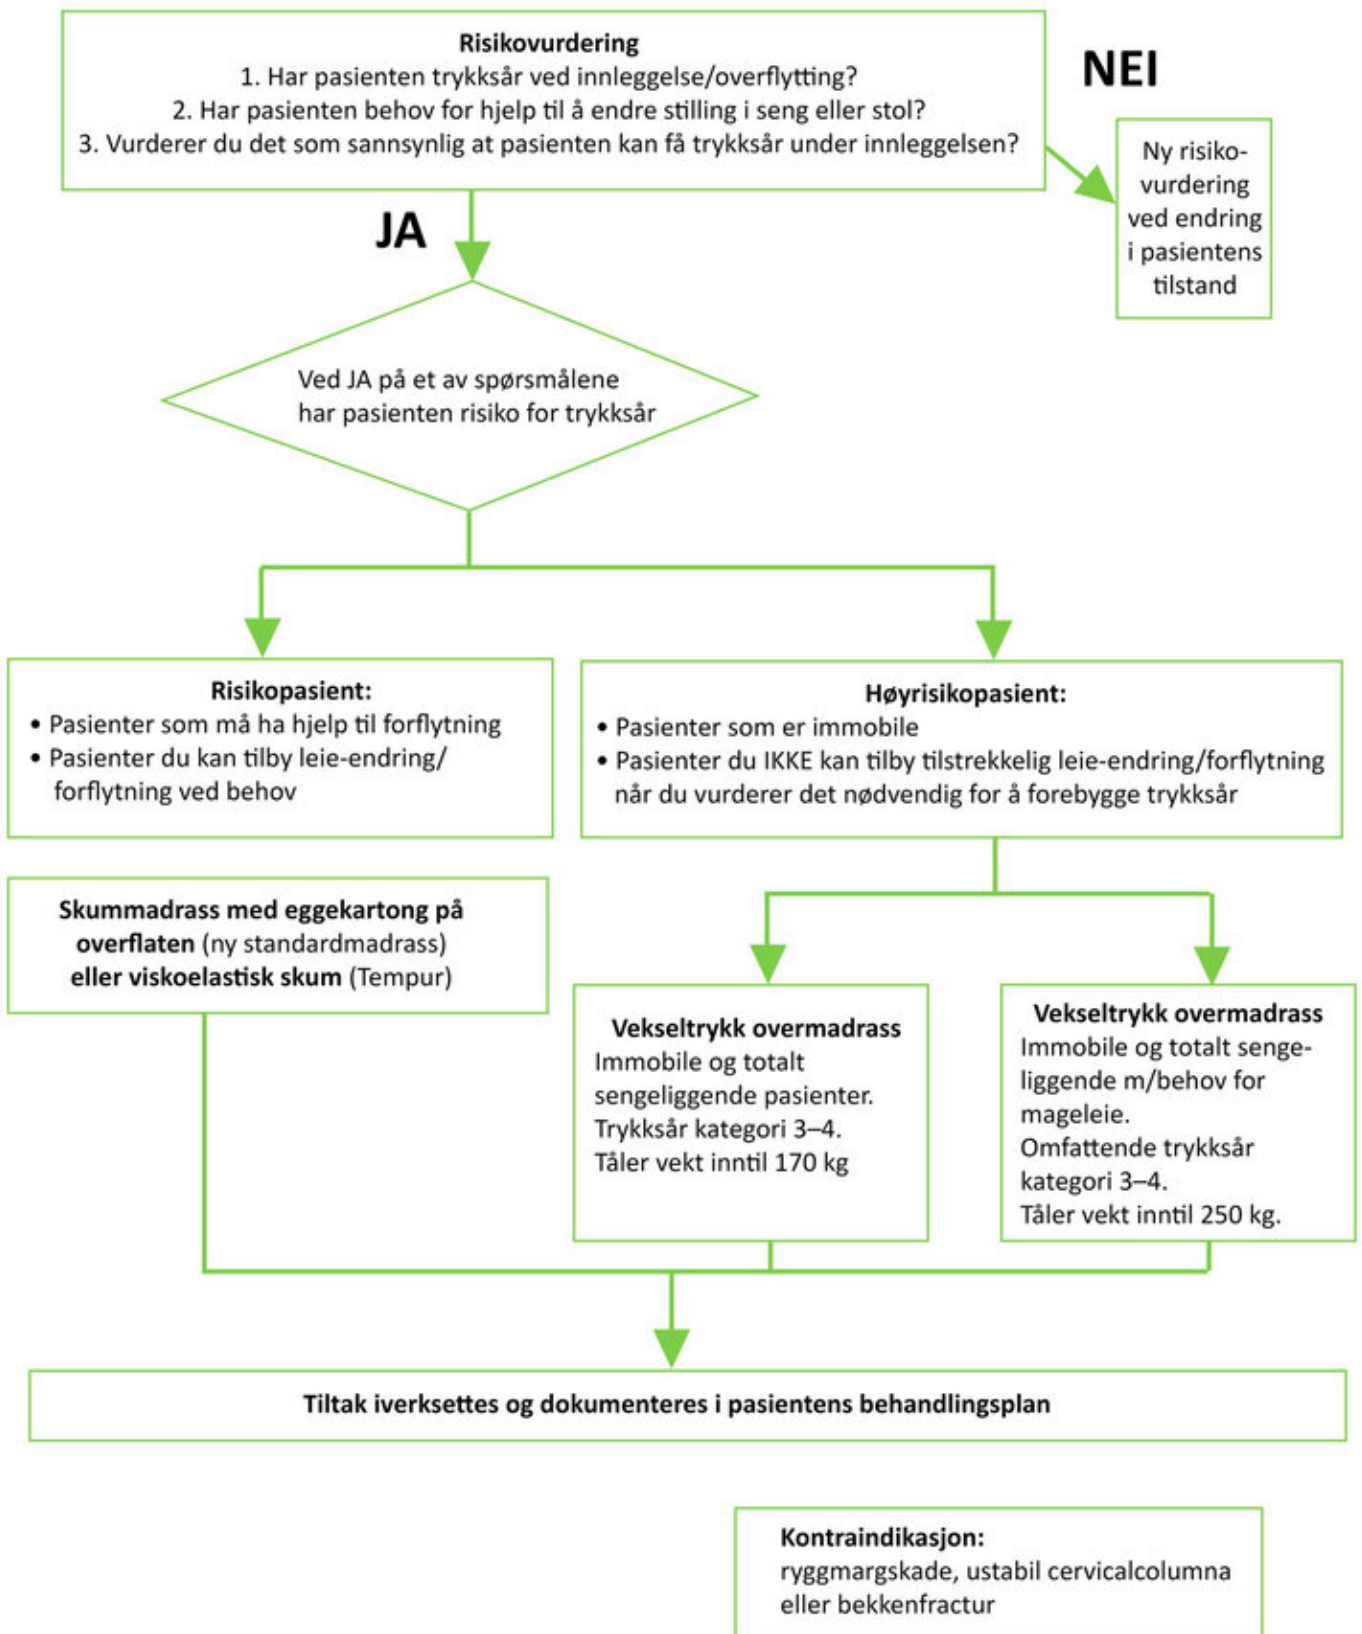 Risikovurdering
1. Har pasienten trykksår ved innleggelse/overflytting?
2. Har pasienten behov for hjelp til å endre stilling i seng eller stol?
3. Vurderer du det som sannsynlig at pasienten kan få trykksår under innleggelsen?
NEI
Ny risiko-
vurdering
ved endring
i pasientens
tilstand
JA
Ved JA på et av spørsmålene
har pasienten risiko for trykksår
Risikopasient:
• Pasienter som må ha hjelp til forflytning
• Pasienter du kan tilby leie-endring/
forflytning ved behov
Høyrisikopasient:
• Pasienter som er immobile
• Pasienter du IKKE kan tilby tilstrekkelig leie-endring/forflytning
når du vurderer det nødvendig for å forebygge trykksår
Skummadrass med eggekartong på
overflaten (ny standardmadrass)
eller viskoelastisk skum (Tempur)
Vekseltrykk overmadrass
Immobile og totalt
sengeliggende pasienter.
Trykksår kategori 3–4.
Tåler vekt inntil 170 kg
Vekseltrykk overmadrass
Immobile og totalt senge-
liggende m/behov for
mageleie.
Omfattende trykksår
kategori 3–4.
Tåler vekt inntil 250 kg.
Tiltak iverksettes og dokumenteres i pasientens behandlingsplan
Kontraindikasjon:
ryggmargskade, ustabil cervicalcolumna
eller bekkenfractur